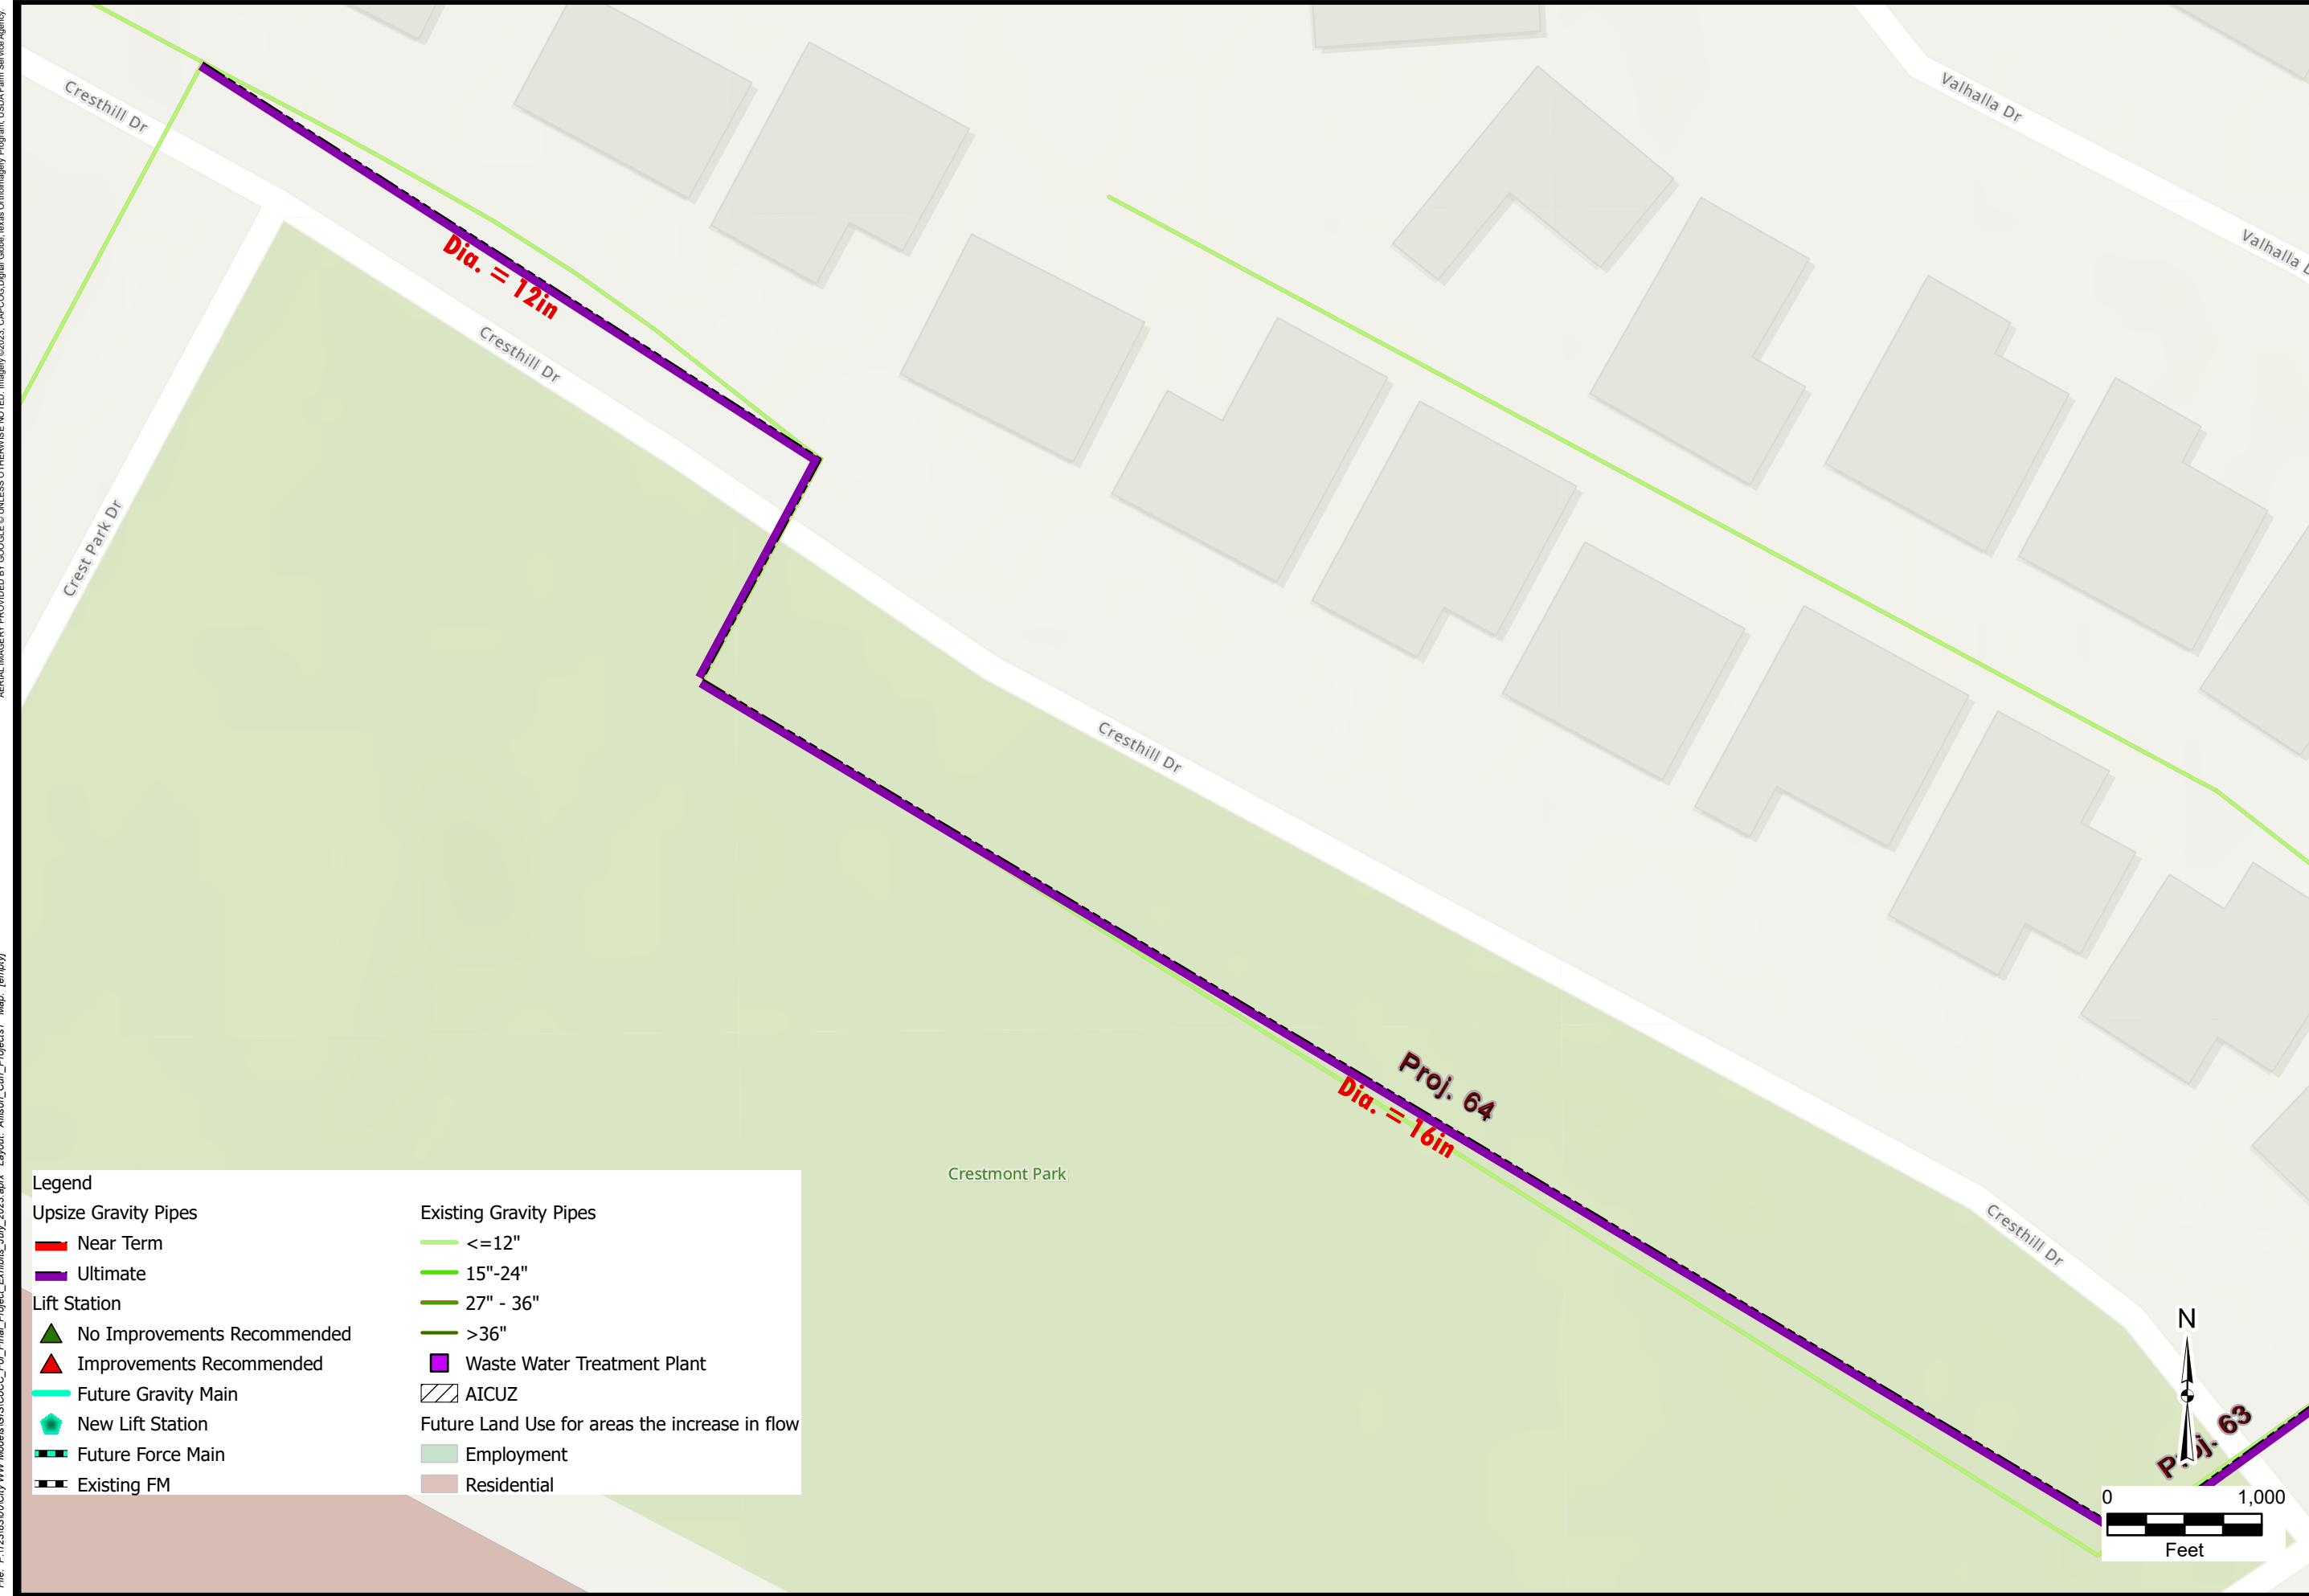 Cresthill Dr
Valhalla Dr
Valhalla
Dia. = 12in
Cresthill Dr
Crest Park Dr
Cresthill Dr
Proj. 64
Dia. = 16in
Crestmont Park
Cresthill Dr
N
Proj. 63
0 1,000
Feet
Legend
Upsize Gravity Pipes
Near Term
Ultimate
Lift Station
No Improvements Recommended
Improvements Recommended
Future Gravity Main
New Lift Station
Future Force Main
Existing FM
Existing Gravity Pipes
<=12"
15"-24"
27" - 36"
>36"
Waste Water Treatment Plant
AICUZ
Future Land Use for areas the increase in flow
Employment
Residential